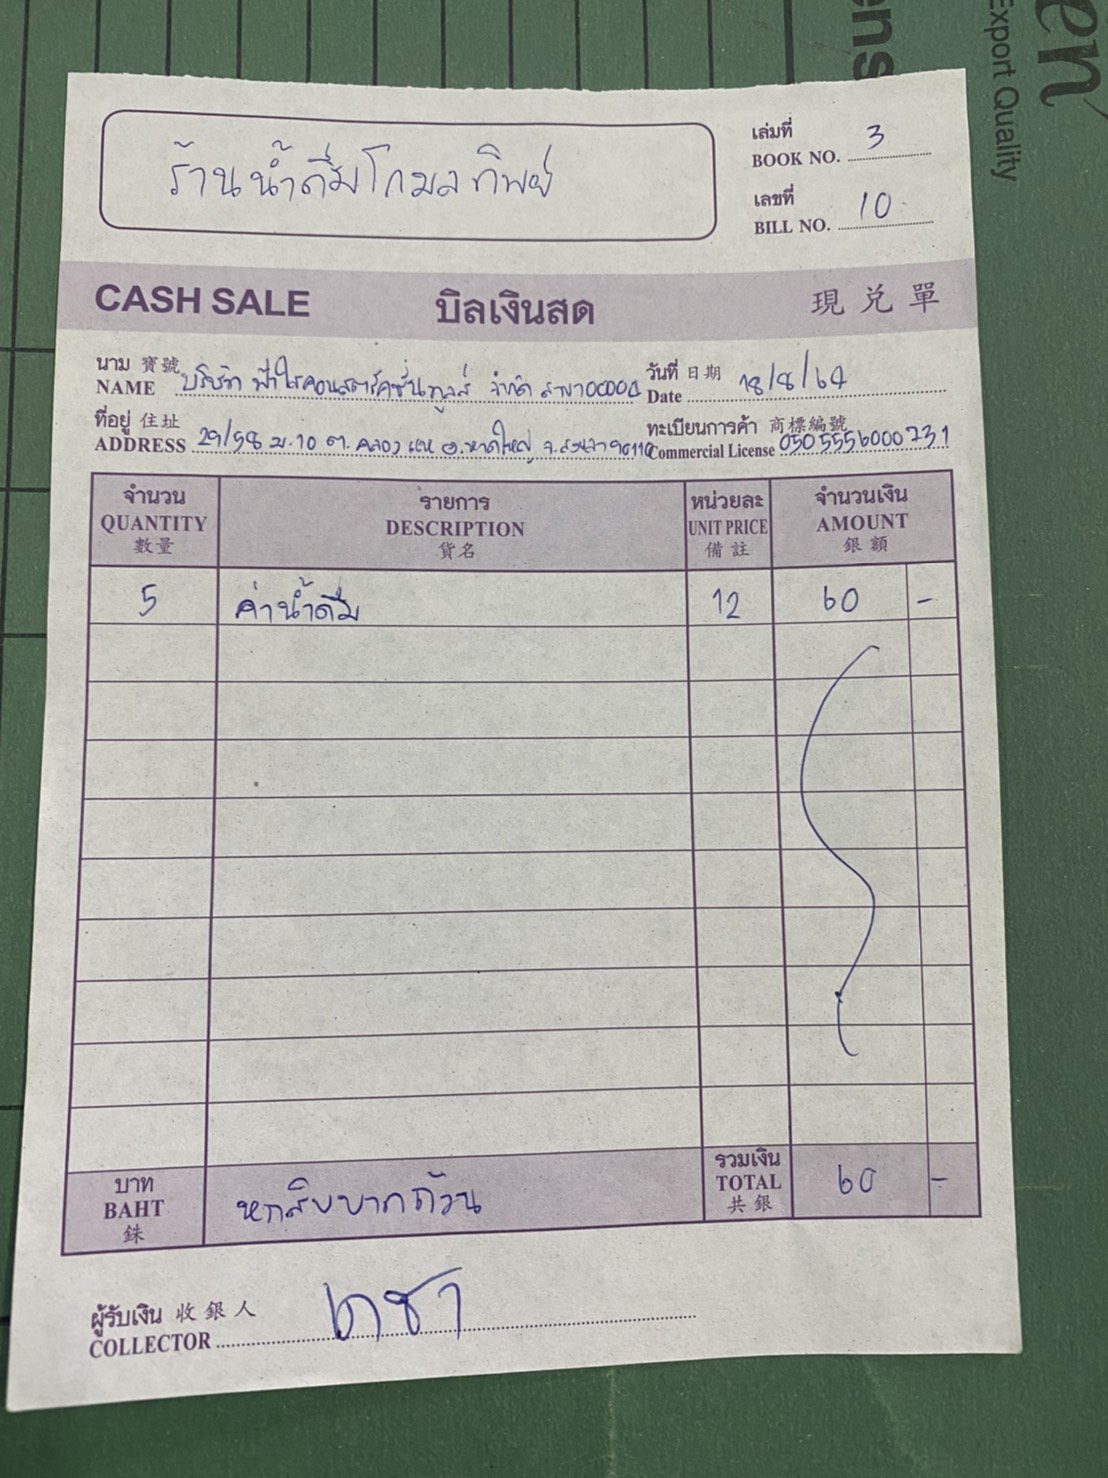 ens
Export Quality
en
ร้านน้ำดื่มโกมลทิพย์
เล่มที่
BOOK NO. 3
เลขที่
BILL NO. 10
CASH SALE บิลเงินสด 現兌單
นาม 寶號
NAME บริษัท ฟ้าใสคอนสตรัคชั่นทูลส์ จำกัด สาขา00004
วันที่ 日期
Date 18/8/64
ที่อยู่ 住址
ADDRESS 29/58 ม.10 ต.คลองแห อ.หาดใหญ่ จ.สงขลา 90110
ทะเบียนการค้า 商標編號
Commercial License 0505556000731
จำนวน รายการ หน่วยละ จำนวนเงิน
QUANTITY DESCRIPTION UNIT PRICE AMOUNT
數量 貨名 備註 銀額
5 ค่าน้ำดื่ม 12 60 -
บาท
BAHT
銖
หกสิบบาทถ้วน
รวมเงิน
TOTAL
共銀
60 -
ผู้รับเงิน 收銀人
COLLECTOR